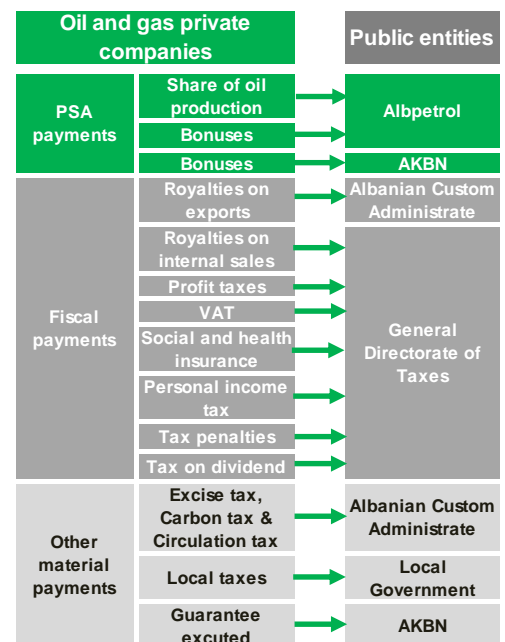 Oil and gas private
companies
Public entities
PSA
payments
Share of oil
production
Albpetrol
Bonuses
Bonuses
AKBN
Fiscal
payments
Royalties on
exports
Albanian Custom
Administrate
Royalties on
internal sales
General
Directorate of
Taxes
Profit taxes
VAT
Social and health
insurance
Personal income
tax
Tax penalties
Tax on dividend
Other
material
payments
Excise tax,
Carbon tax &
Circulation tax
Albanian Custom
Administrate
Local taxes
Local
Government
Guarantee
excuted
AKBN